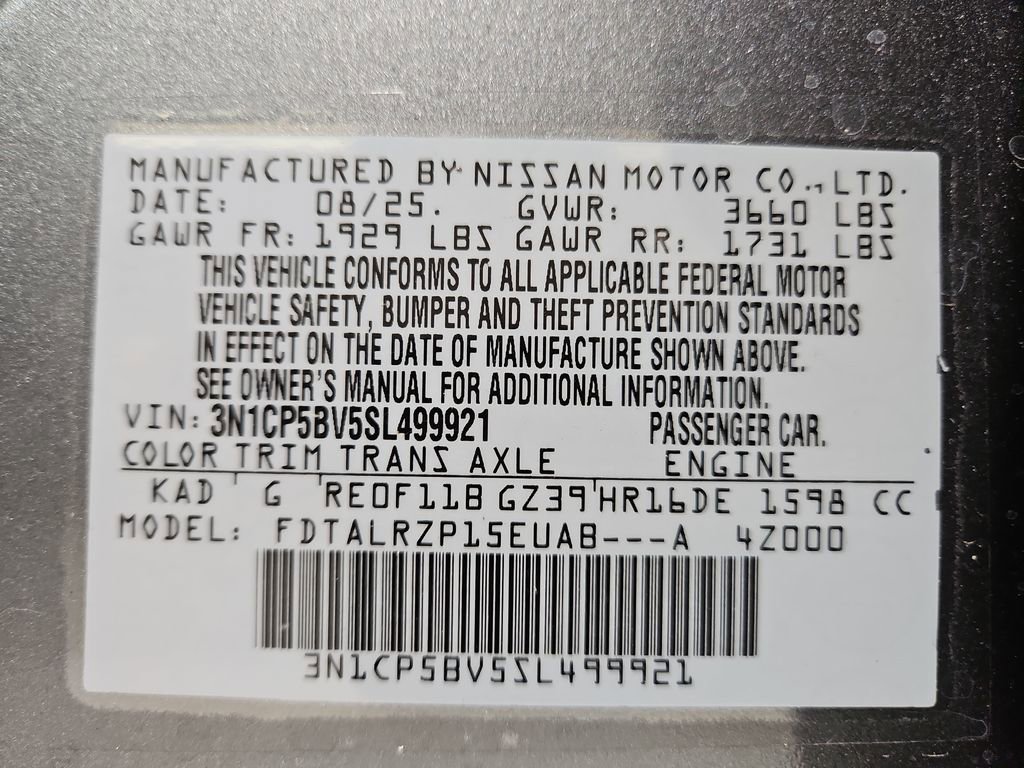 MANUFACTURED BY NISSAN MOTOR CO., LTD.
DATE: 08/25. GVWR: 3660 LBS
GAWR FR: 1929 LBS GAWR RR: 1731 LBS
THIS VEHICLE CONFORMS TO ALL APPLICABLE FEDERAL MOTOR
VEHICLE SAFETY, BUMPER AND THEFT PREVENTION STANDARDS
IN EFFECT ON THE DATE OF MANUFACTURE SHOWN ABOVE.
SEE OWNER'S MANUAL FOR ADDITIONAL INFORMATION.
VIN: 3N1CP5BV5SL499921 PASSENGER CAR.
COLOR TRIM TRANS AXLE ENGINE
KAD ' G ' RE0F11B GZ39 ' HR16DE 1598 CC
MODEL: FDTALRZP15EUAB---A 4Z000
3N1CP5BV5SL499921